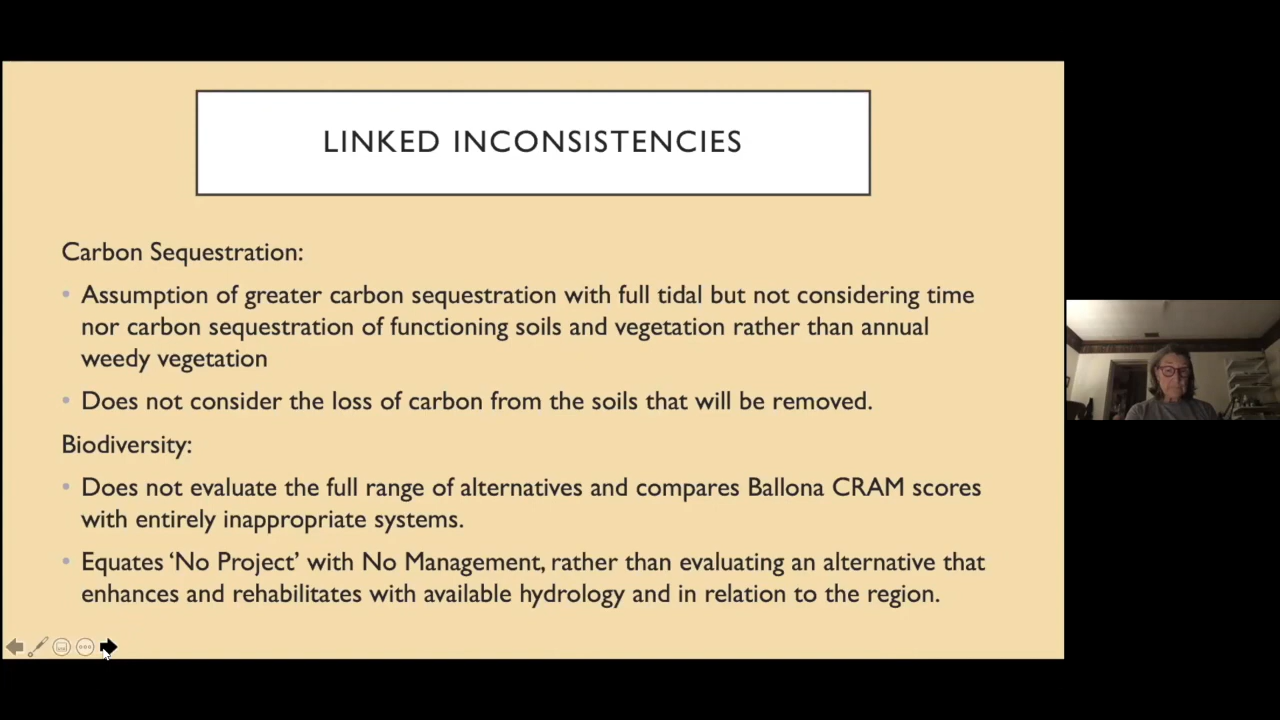 LINKED INCONSISTENCIES
Carbon Sequestration:
• Assumption of greater carbon sequestration with full tidal but not considering time
nor carbon sequestration of functioning soils and vegetation rather than annual
weedy vegetation
• Does not consider the loss of carbon from the soils that will be removed.
Biodiversity:
• Does not evaluate the full range of alternatives and compares Ballona CRAM scores
with entirely inappropriate systems.
• Equates ‘No Project’ with No Management, rather than evaluating an alternative that
enhances and rehabilitates with available hydrology and in relation to the region.